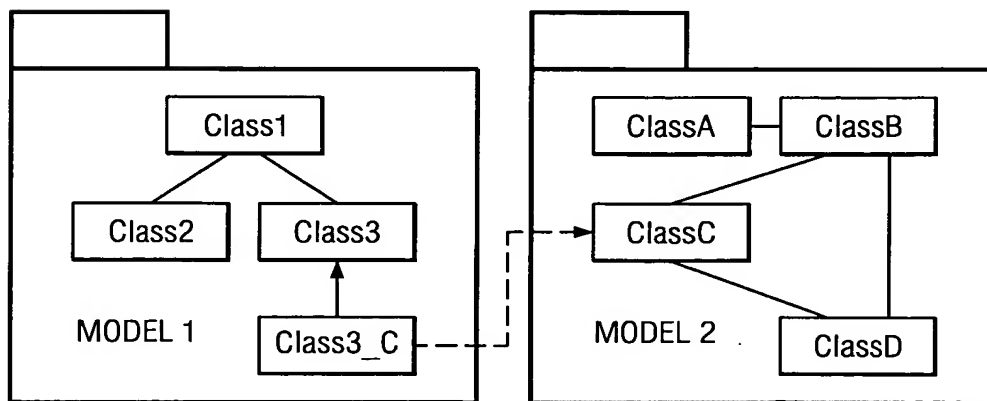 Class1
Class2
Class3
MODEL 1
Class3_C
ClassA
ClassB
ClassC
MODEL 2
ClassD